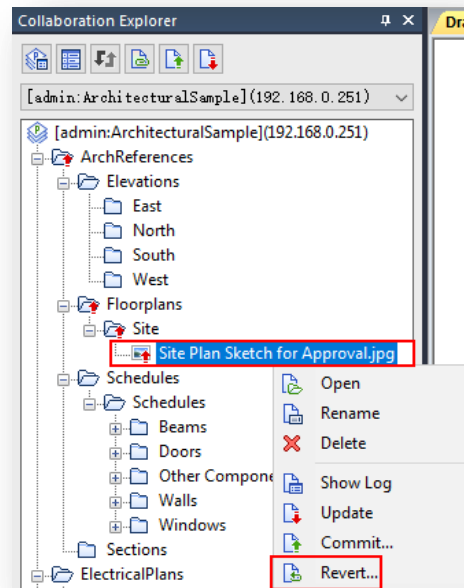 Collaboration Explorer
Dra
[admin:ArchitecturalSample](192.168.0.251)
[admin:ArchitecturalSample](192.168.0.251)
ArchReferences
Elevations
East
North
South
West
Floorplans
Site
Site Plan Sketch for Approval.jpg
Schedules
Schedules
Beams
Doors
Other Compone
Walls
Windows
Sections
ElectricalPlans
Open
Rename
Delete
Show Log
Update
Commit...
Revert...